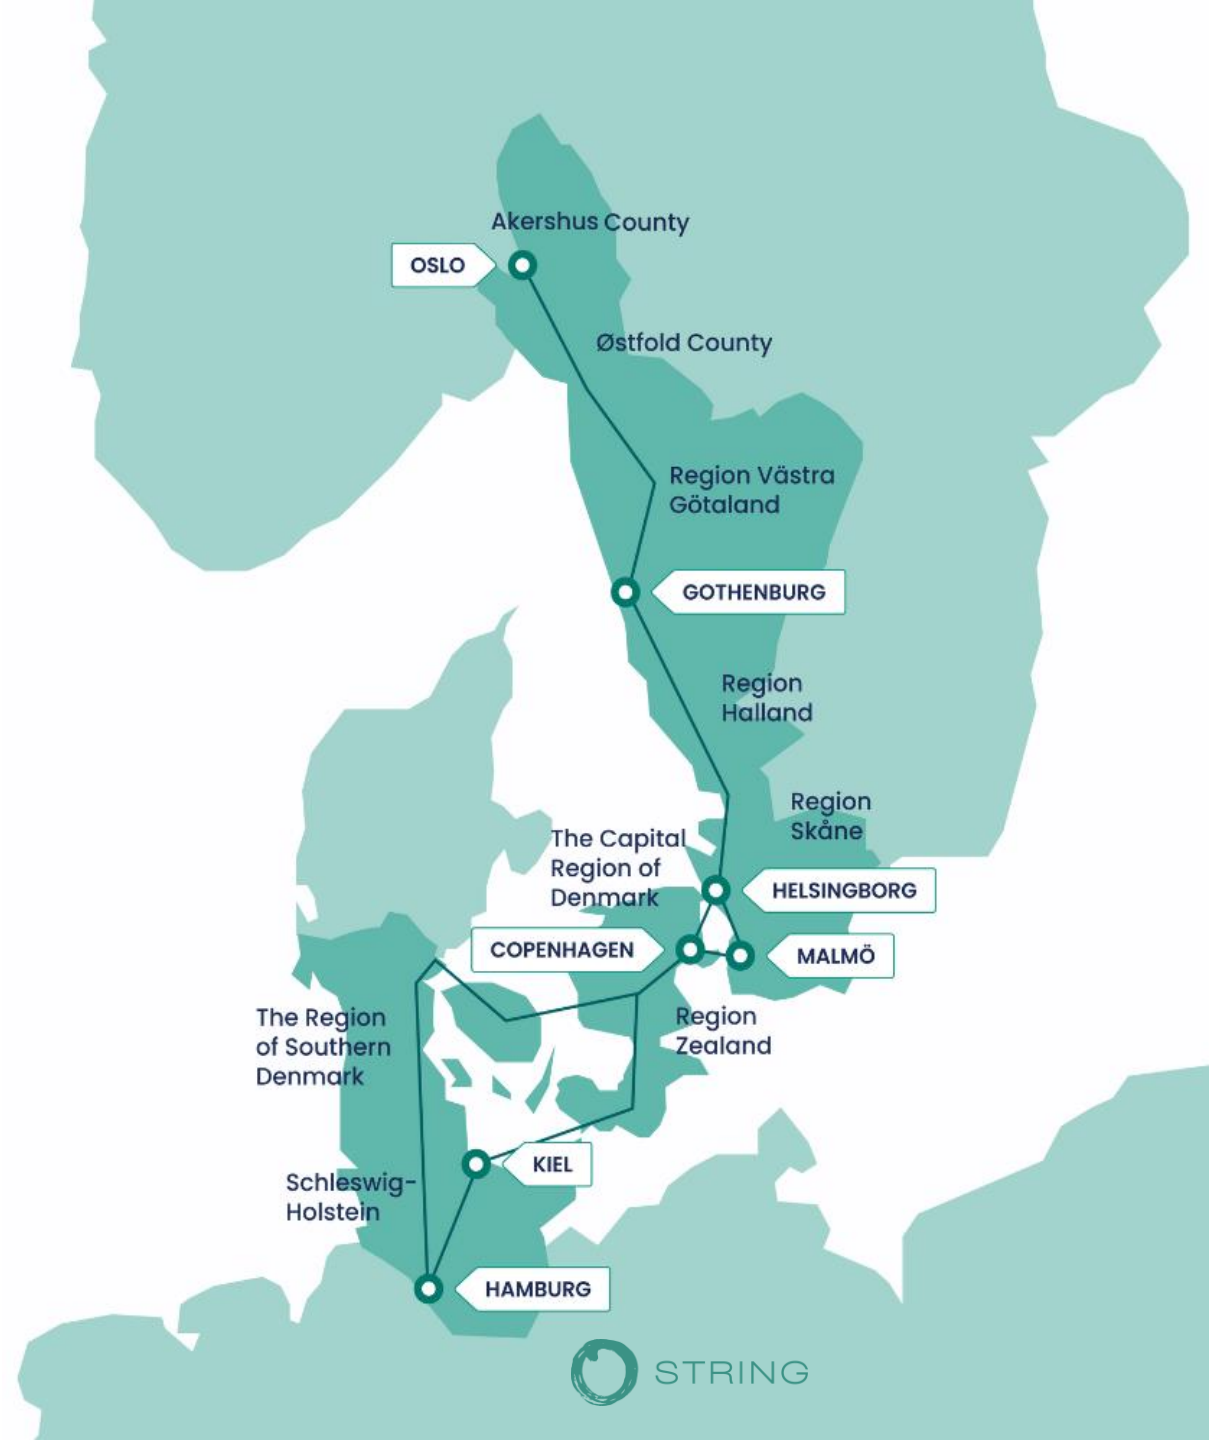 Akershus County
OSLO
Østfold County
Region Västra
Götaland
GOTHENBURG
Region
Halland
Region
Skåne
The Capital
Region of
Denmark
HELSINGBORG
COPENHAGEN
MALMÖ
The Region
of Southern
Denmark
Region
Zealand
KIEL
Schleswig-
Holstein
HAMBURG
STRING